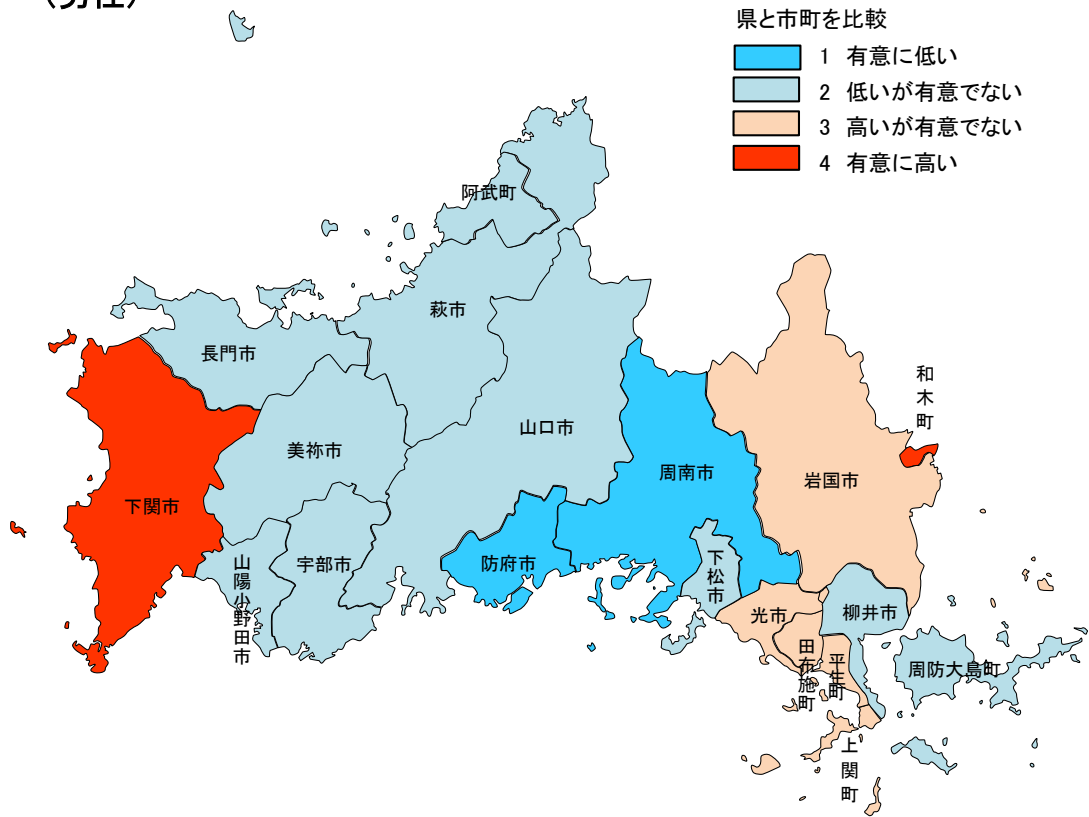 県と市町を比較
1 有意に低い
2 低いが有意でない
3 高いが有意でない
4 有意に高い
阿武町
萩市
長門市
和木町
山口市
美祢市
周南市
岩国市
下関市
防府市
宇部市
山陽小野田市
下松市
光市
柳井市
田布施町
平生町
周防大島町
上関町